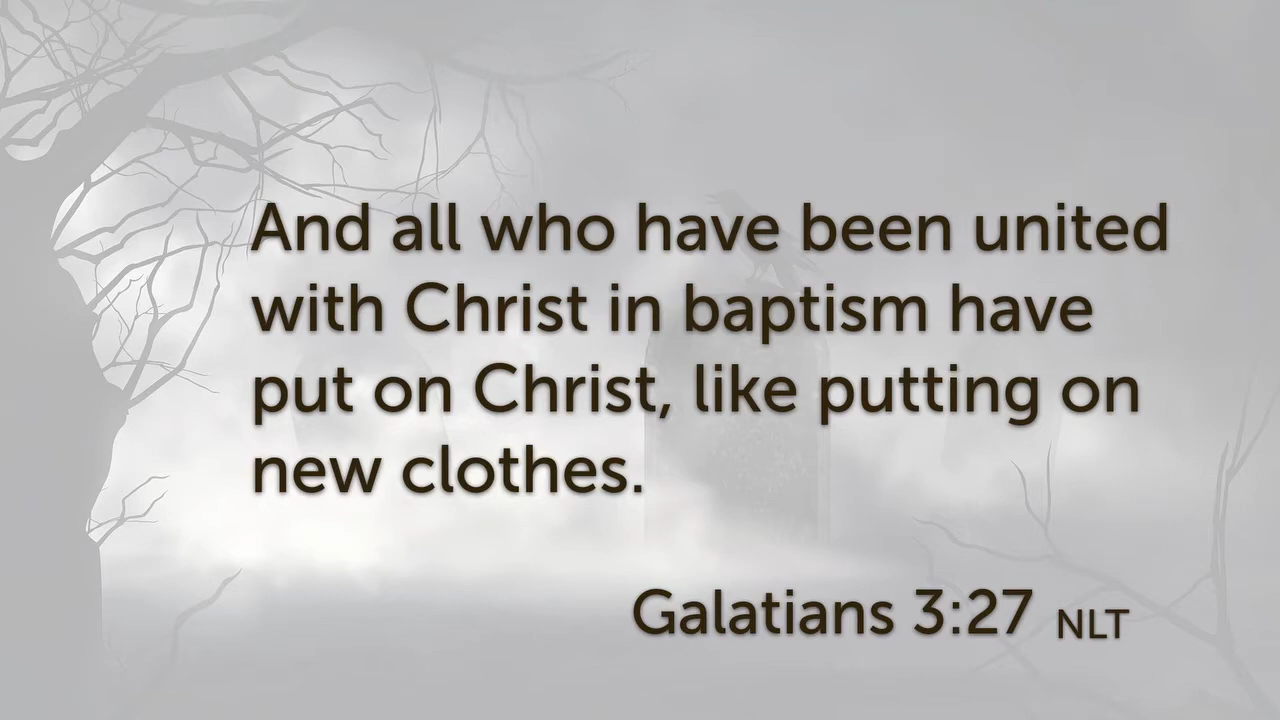 And all who have been united
with Christ in baptism have
put on Christ, like putting on
new clothes.
Galatians 3:27 NLT